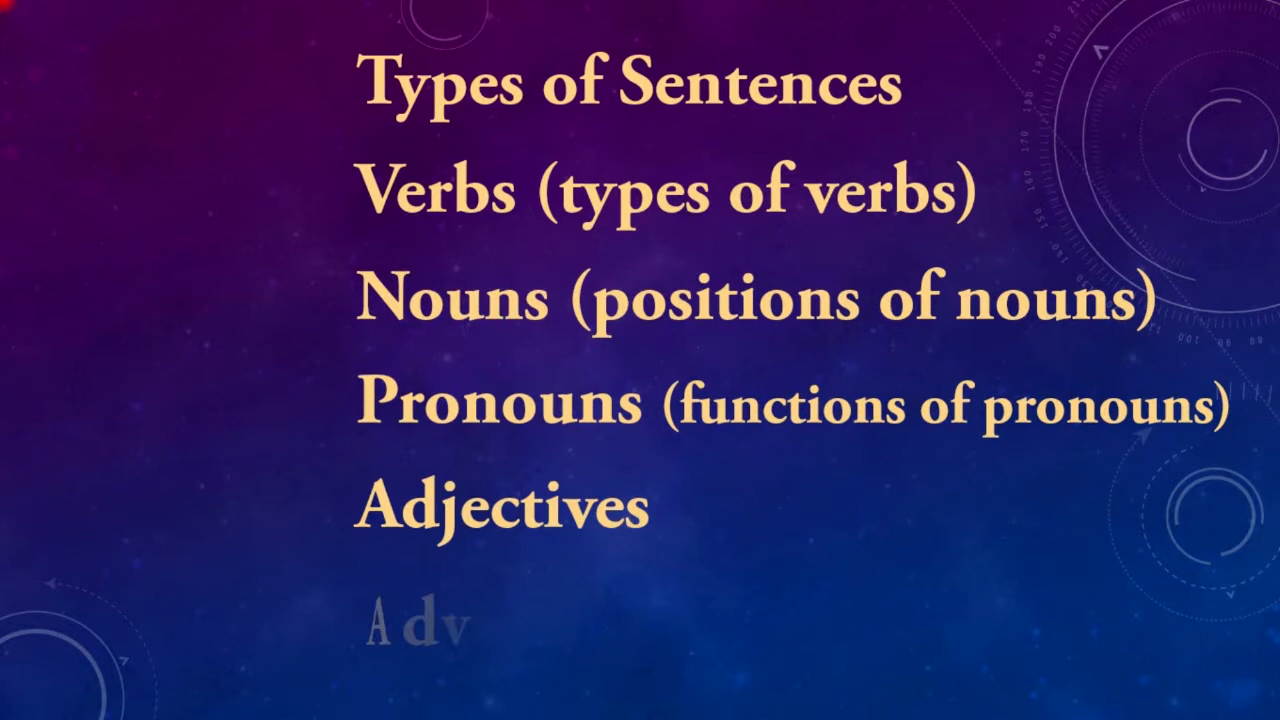 Types of Sentences
Verbs (types of verbs)
Nouns (positions of nouns)
Pronouns (functions of pronouns)
Adjectives
Adv